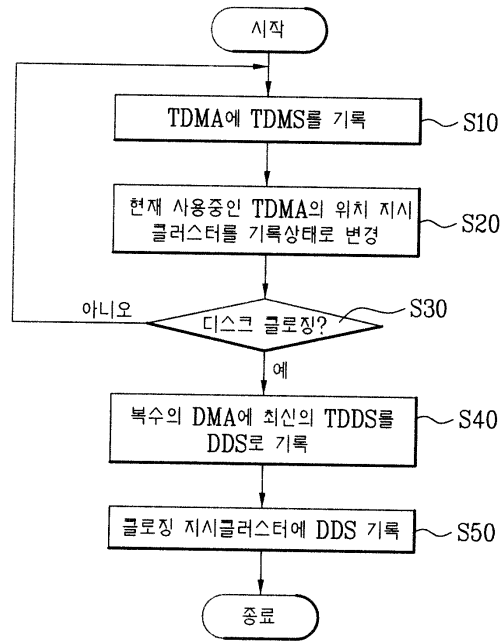 시작
TDMA에 TDMS를 기록
S10
현재 사용중인 TDMA의 위치 지시
클러스터를 기록상태로 변경
S20
디스크 클로징?
S30
아니오
예
복수의 DMA에 최신의 TDDS를
DDS로 기록
S40
클로징 지시클러스터에 DDS 기록
S50
종료